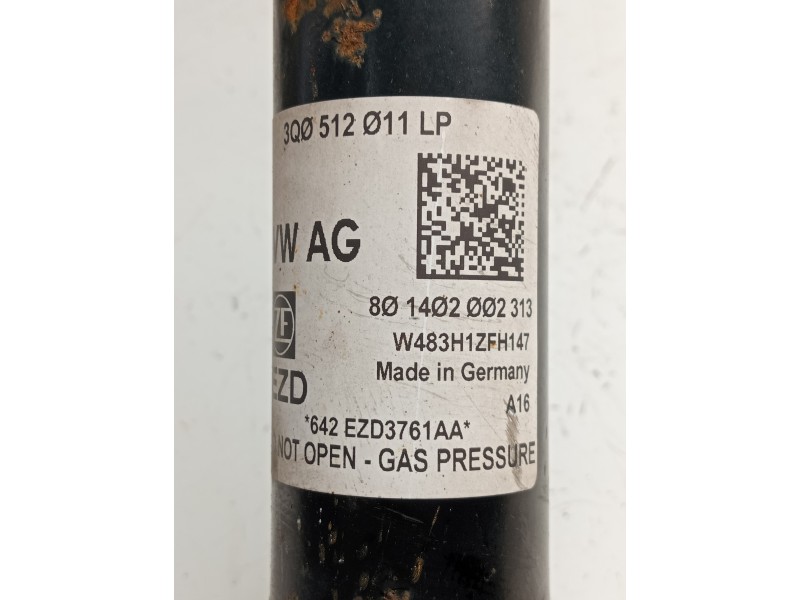 3QØ 512 Ø11 LP
VW AG
8Ø 14Ø2 ØØ2 313
ZF
W483H1ZFH147
Made in Germany
EZD
A16
*642 EZD3761AA*
NOT OPEN - GAS PRESSURE